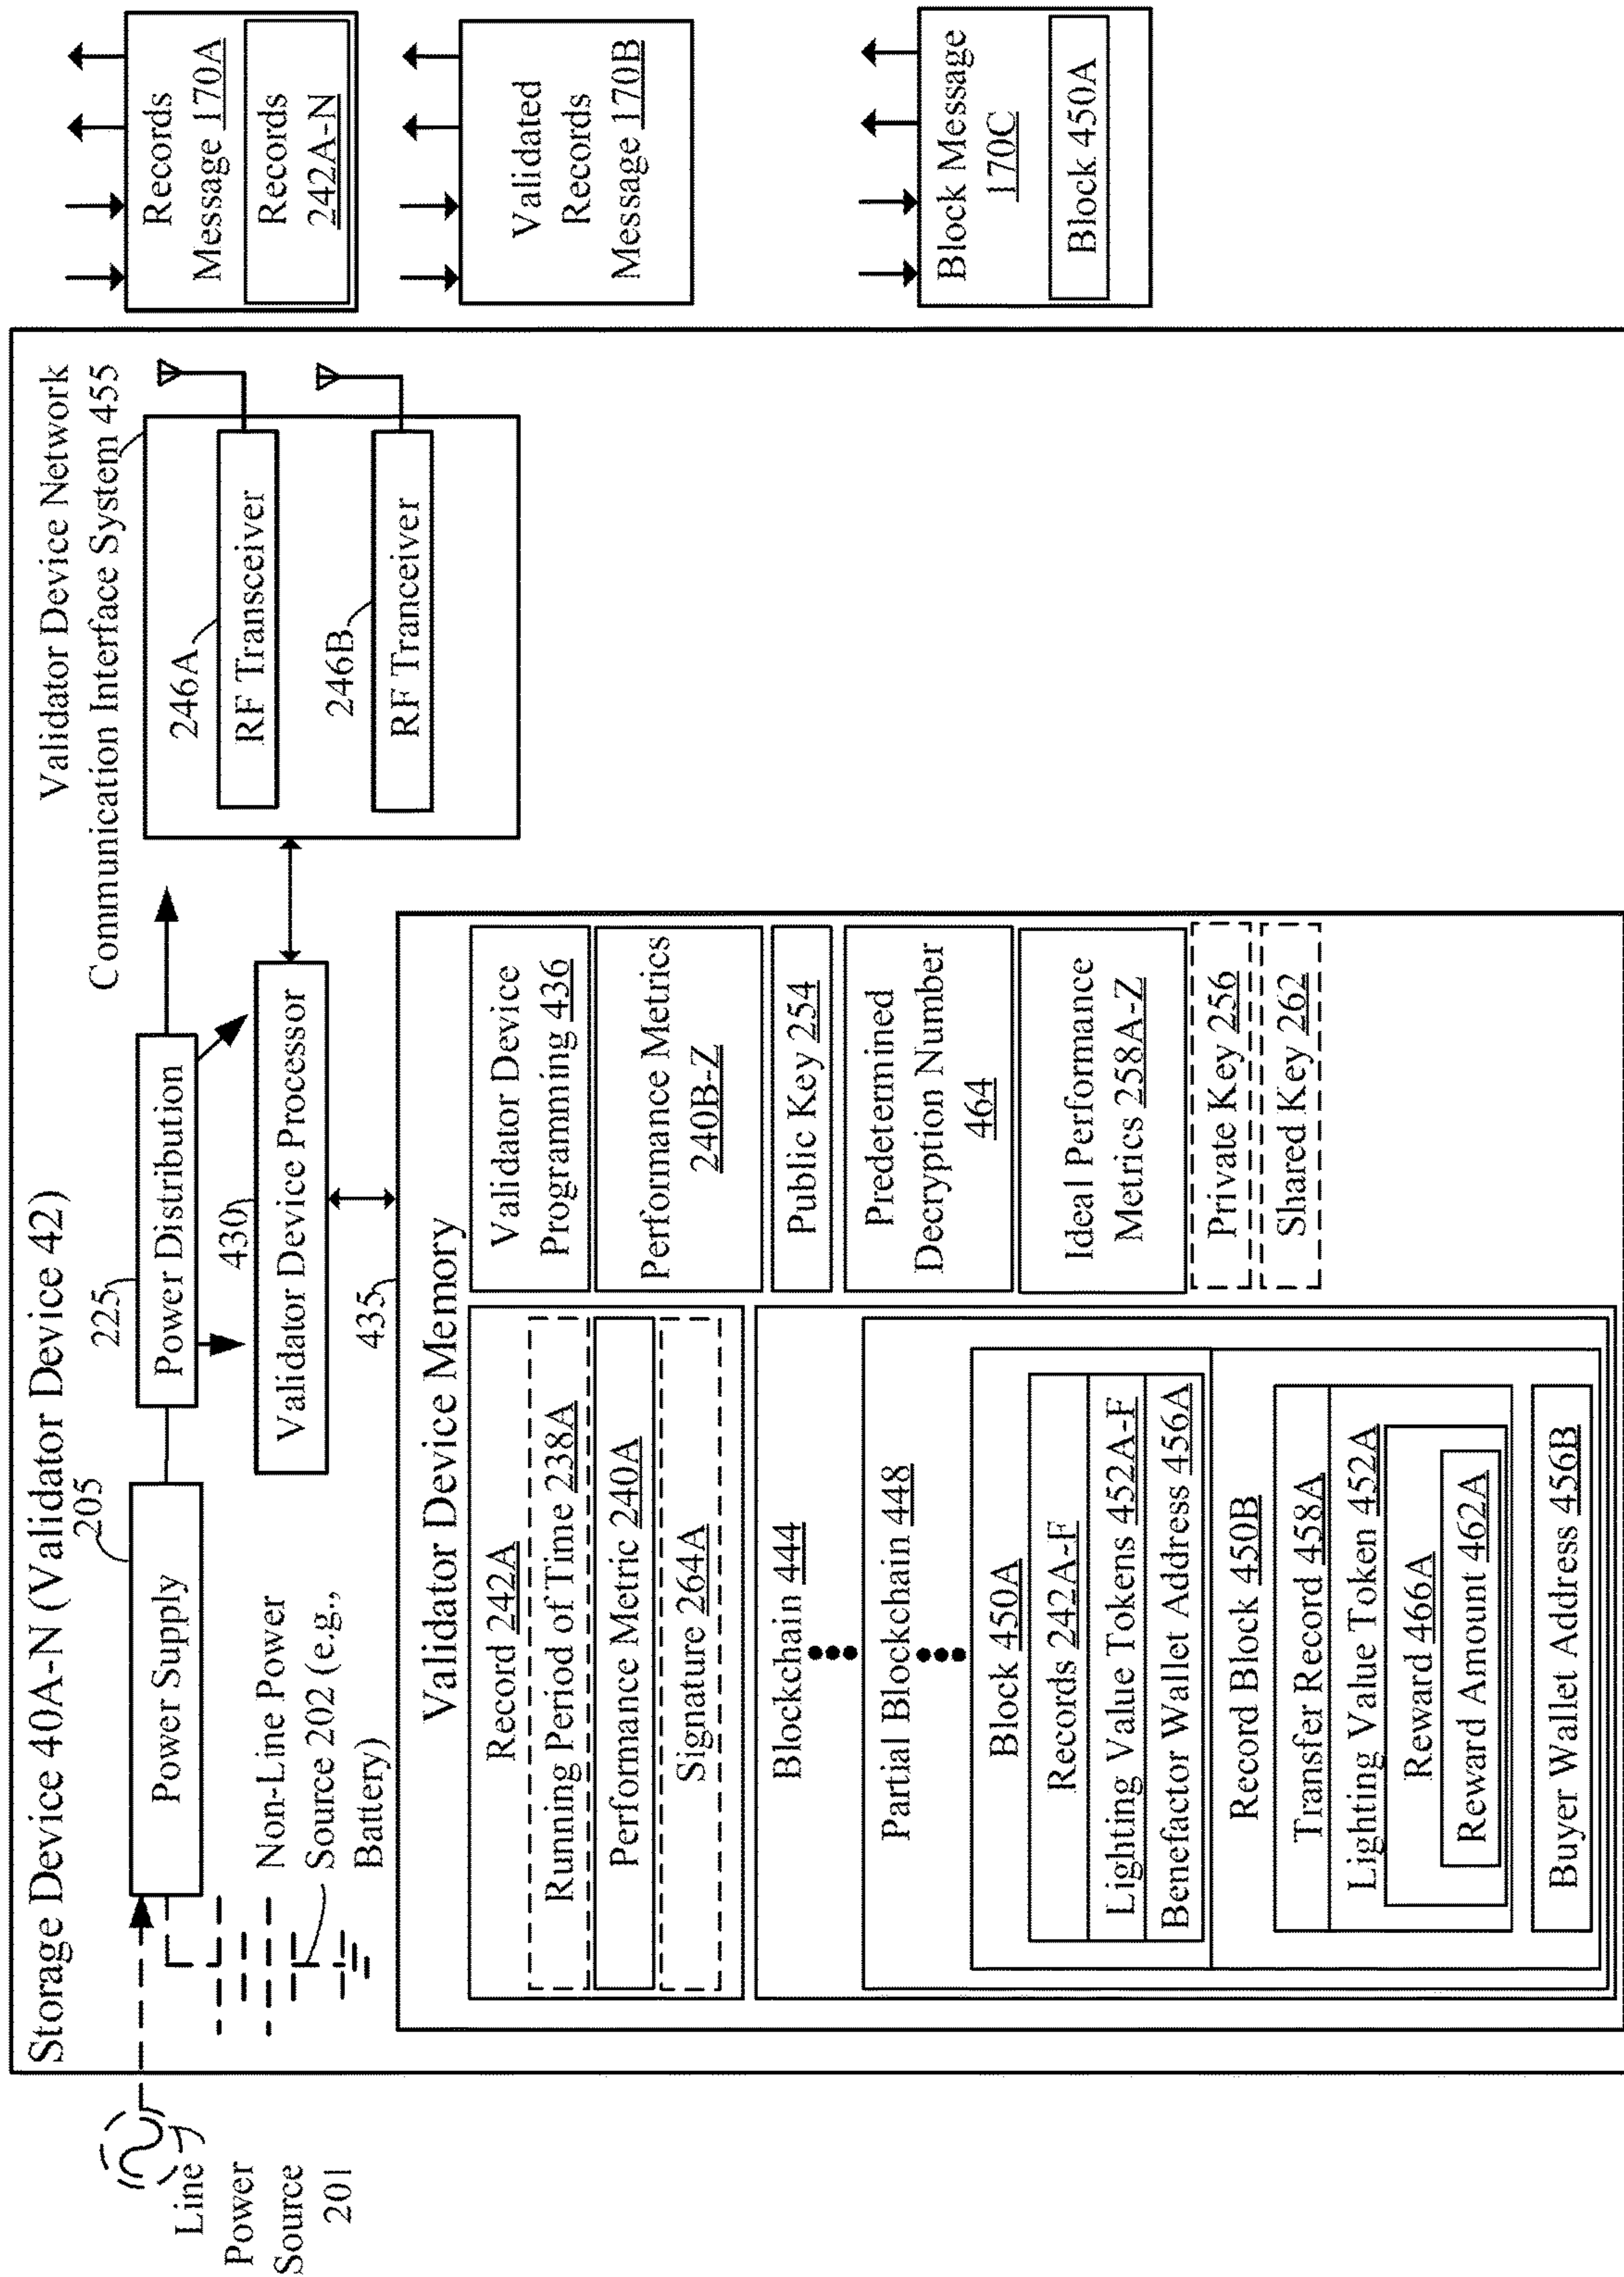 Storage Device 40A-N (Validator Device 42)
Line
Power
Source
201
205
Power Supply
Non-Line Power
Source 202 (e.g.,
Battery)
225
Power Distribution
430
Validator Device Processor
Validator Device Network
Communication Interface System 455
246A
RF Transceiver
246B
RF Tranceiver
435
Validator Device Memory
Record 242A
Running Period of Time 238A
Performance Metric 240A
Signature 264A
Blockchain 444
Partial Blockchain 448
Block 450A
Records 242A-F
Lighting Value Tokens 452A-F
Benefactor Wallet Address 456A
Record Block 450B
Transfer Record 458A
Lighting Value Token 452A
Reward 466A
Reward Amount 462A
Buyer Wallet Address 456B
Validator Device
Programming 436
Performance Metrics
240B-Z
Public Key 254
Predetermined
Decryption Number
464
Ideal Performance
Metrics 258A-Z
Private Key 256
Shared Key 262
Records
Message 170A
Records
242A-N
Validated
Records
Message 170B
Block Message
170C
Block 450A